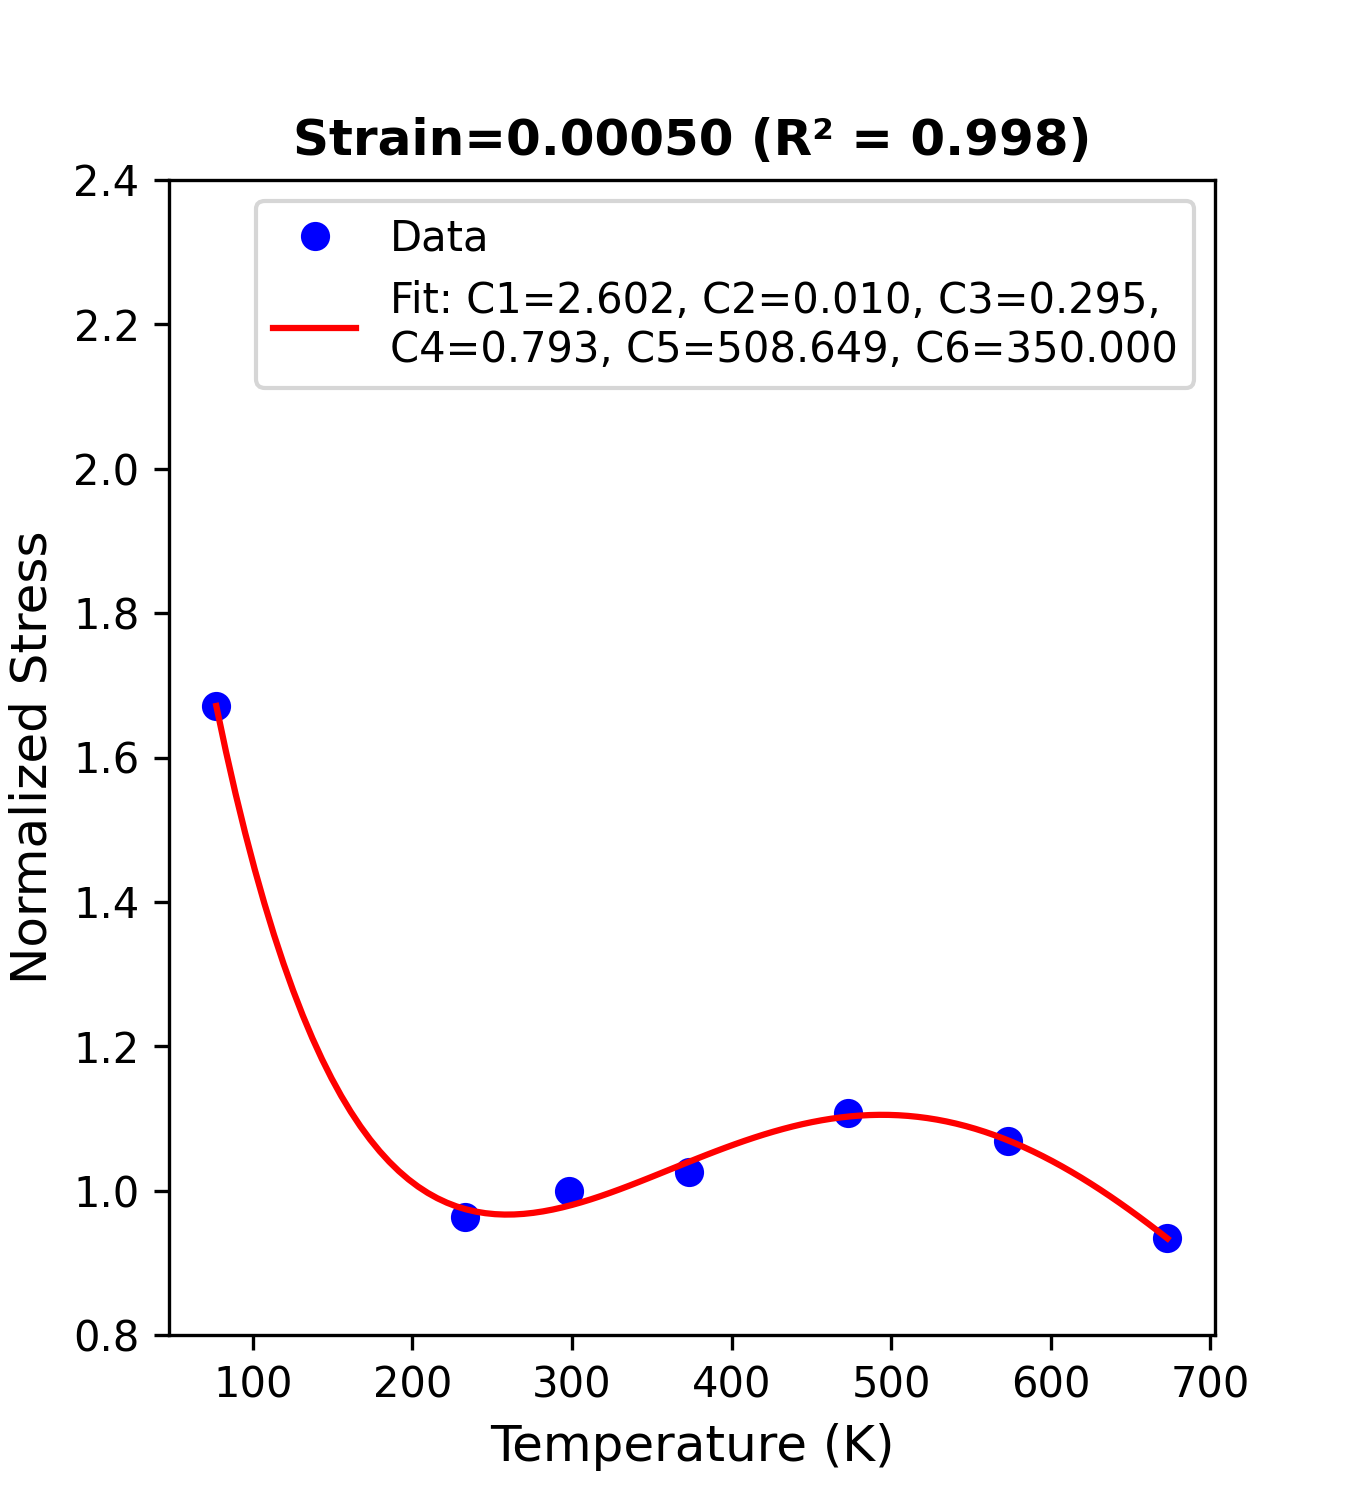 Strain=0.00050 (R² = 0.998)
Data
Fit: C1=2.602, C2=0.010, C3=0.295,
C4=0.793, C5=508.649, C6=350.000
2.4
2.2
2.0
1.8
1.6
1.4
1.2
1.0
0.8
Normalized Stress
100 200 300 400 500 600 700
Temperature (K)